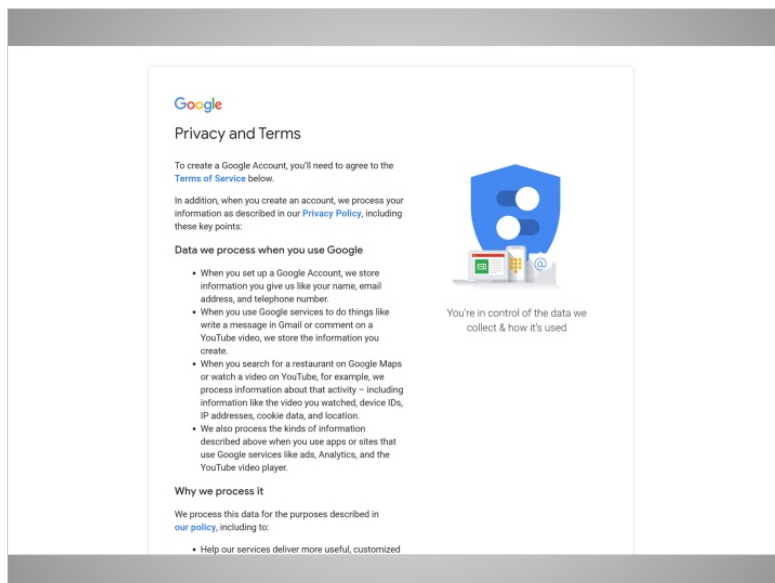 Google
Privacy and Terms
To create a Google Account, you'll need to agree to the
Terms of Service below.
In addition, when you create an account, we process your
information as described in our Privacy Policy, including
these key points:
Data we process when you use Google
• When you set up a Google Account, we store
information you give us like your name, email
address, and telephone number.
• When you use Google services to do things like
write a message in Gmail or comment on a
YouTube video, we store the information you
create.
• When you search for a restaurant on Google Maps
or watch a video on YouTube, for example, we
process information about that activity – including
information like the video you watched, device IDs,
IP addresses, cookie data, and location.
• We also process the kinds of information
described above when you use apps or sites that
use Google services like ads, Analytics, and the
YouTube video player.
Why we process it
We process this data for the purposes described in
our policy, including to:
• Help our services deliver more useful, customized
@
You're in control of the data we
collect & how it's used